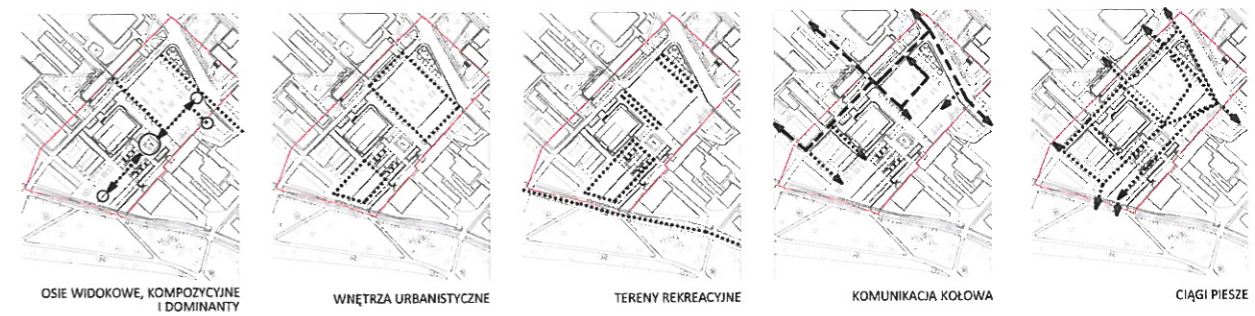 OSIE WIDOKOWE, KOMPOZYCYJNE
I DOMINANTY
WNĘTRZA URBANISTYCZNE
TERENY REKREACYJNE
KOMUNIKACJA KOŁOWA
CIĄGI PIESZE